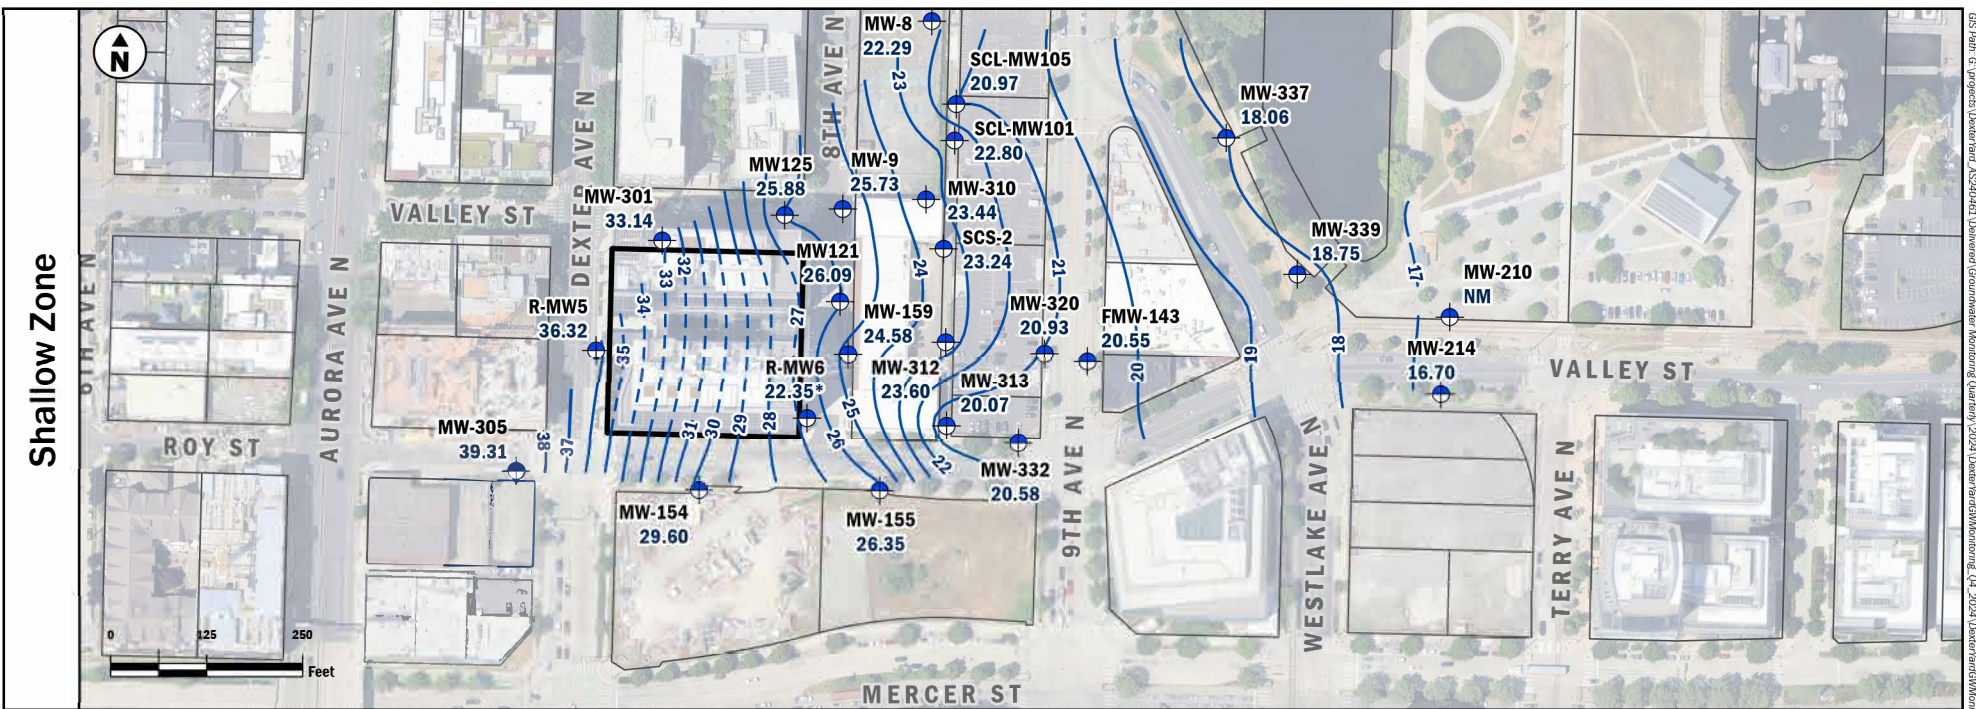 Shallow Zone
N
MW-8
22.29
SCL-MW105
20.97
SCL-MW101
22.80
MW-337
18.06
MW125
25.88
MW-9
25.73
MW-310
23.44
MW-301
33.14
SCS-2
23.24
MW121
26.09
MW-339
18.75
MW-210
NM
R-MW5
36.32
MW-159
24.58
MW-320
20.93
FMW-143
20.55
MW-214
16.70
R-MW6
22.35*
MW-312
23.60
MW-313
20.07
MW-305
39.31
MW-332
20.58
MW-154
29.60
MW-155
26.35
38
37
35
34
33
32
31
30
29
28
27
26
25
24
23
22
21
20
19
18
17
VALLEY ST
VALLEY ST
ROY ST
MERCER ST
6TH AVE N
AURORA AVE N
DEXTER AVE N
8TH AVE N
9TH AVE N
WESTLAKE AVE N
TERRY AVE N
0 125 250
Feet